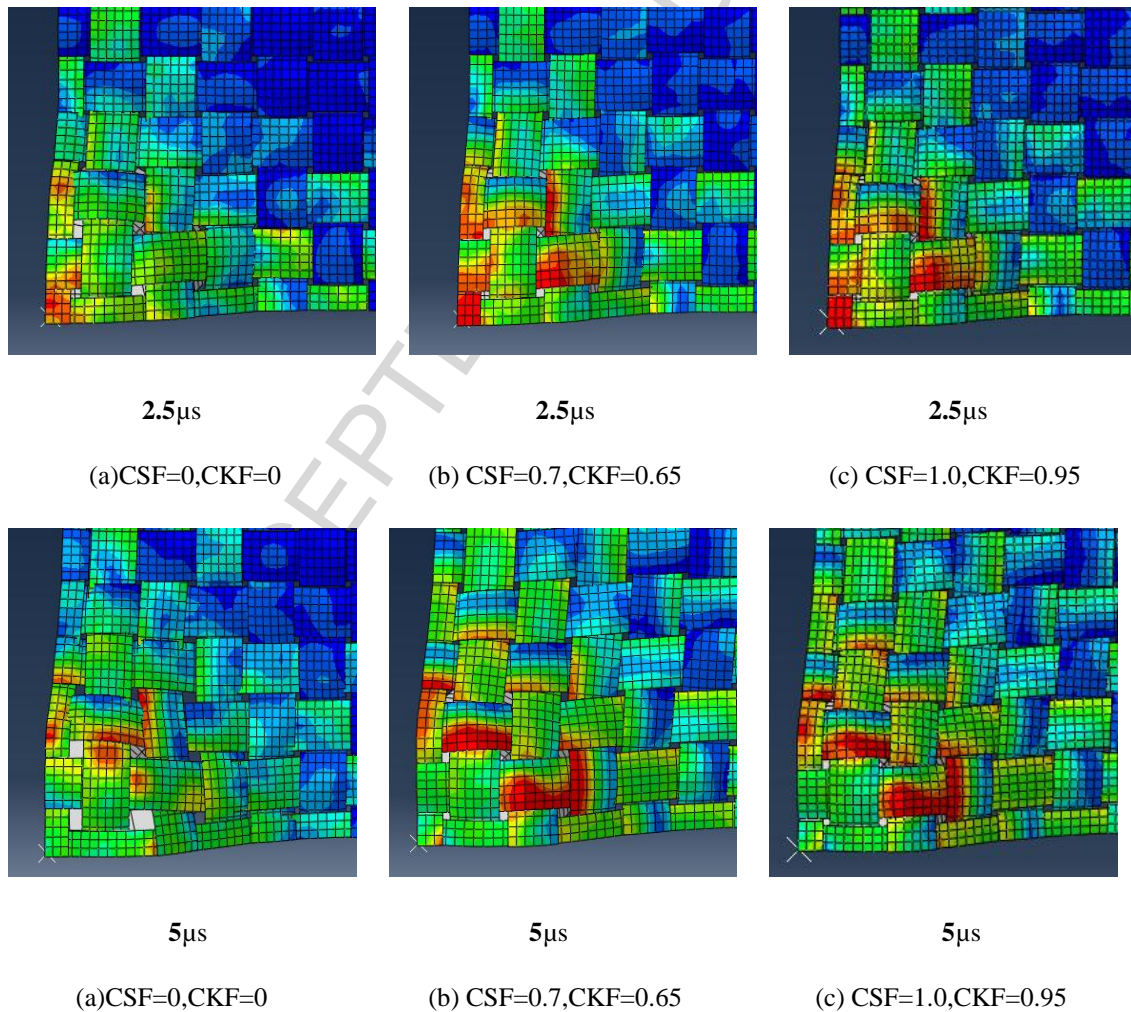 2.5μs 2.5μs 2.5μs
(a)CSF=0,CKF=0 (b) CSF=0.7,CKF=0.65 (c) CSF=1.0,CKF=0.95
5μs 5μs 5μs
(a)CSF=0,CKF=0 (b) CSF=0.7,CKF=0.65 (c) CSF=1.0,CKF=0.95